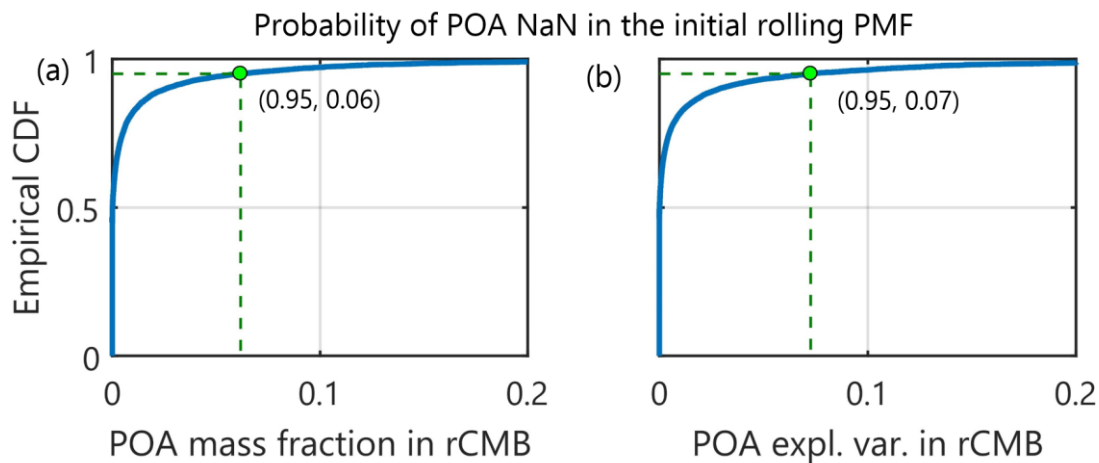 Probability of POA NaN in the initial rolling PMF
(a)
1
(0.95, 0.06)
0.5
0
Empirical CDF
0
0.1
0.2
POA mass fraction in rCMB
(b)
(0.95, 0.07)
0
0.1
0.2
POA expl. var. in rCMB